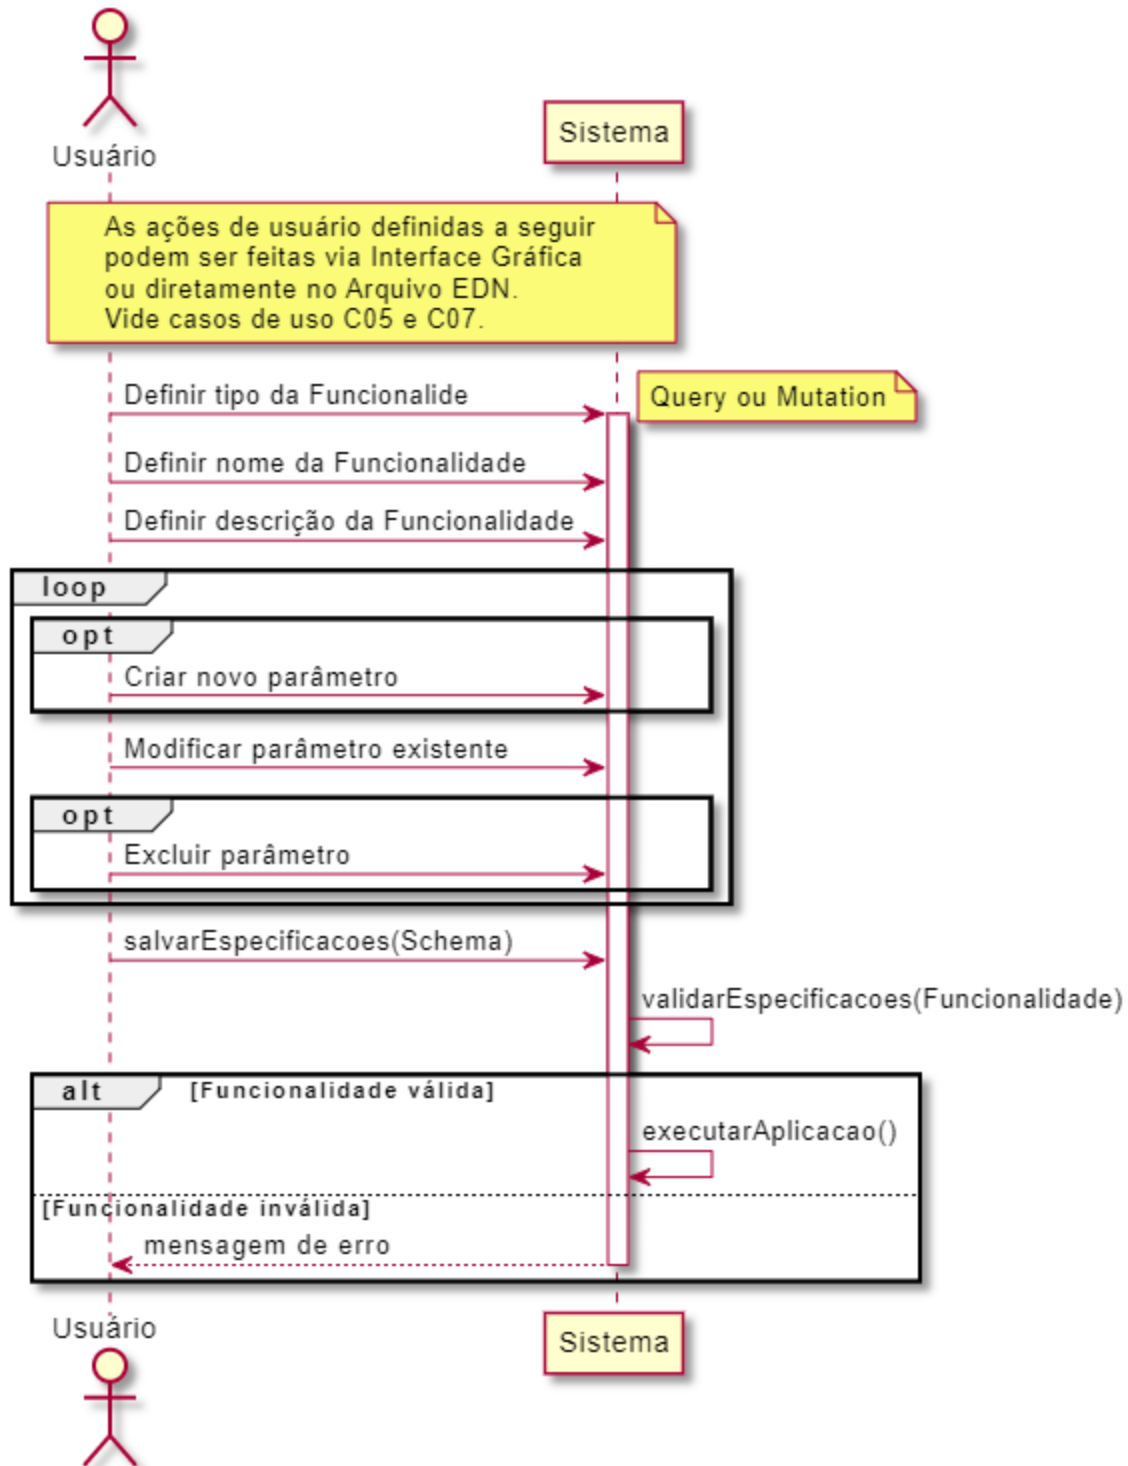 Usuário
Sistema
As ações de usuário definidas a seguir
podem ser feitas via Interface Gráfica
ou diretamente no Arquivo EDN.
Vide casos de uso C05 e C07.
Definir tipo da Funcionalide
Query ou Mutation
Definir nome da Funcionalidade
Definir descrição da Funcionalidade
loop
opt
Criar novo parâmetro
Modificar parâmetro existente
opt
Excluir parâmetro
salvarEspecificacoes(Schema)
validarEspecificacoes(Funcionalidade)
alt [Funcionalidade válida]
executarAplicacao()
[Funcionalidade inválida]
mensagem de erro
Usuário
Sistema